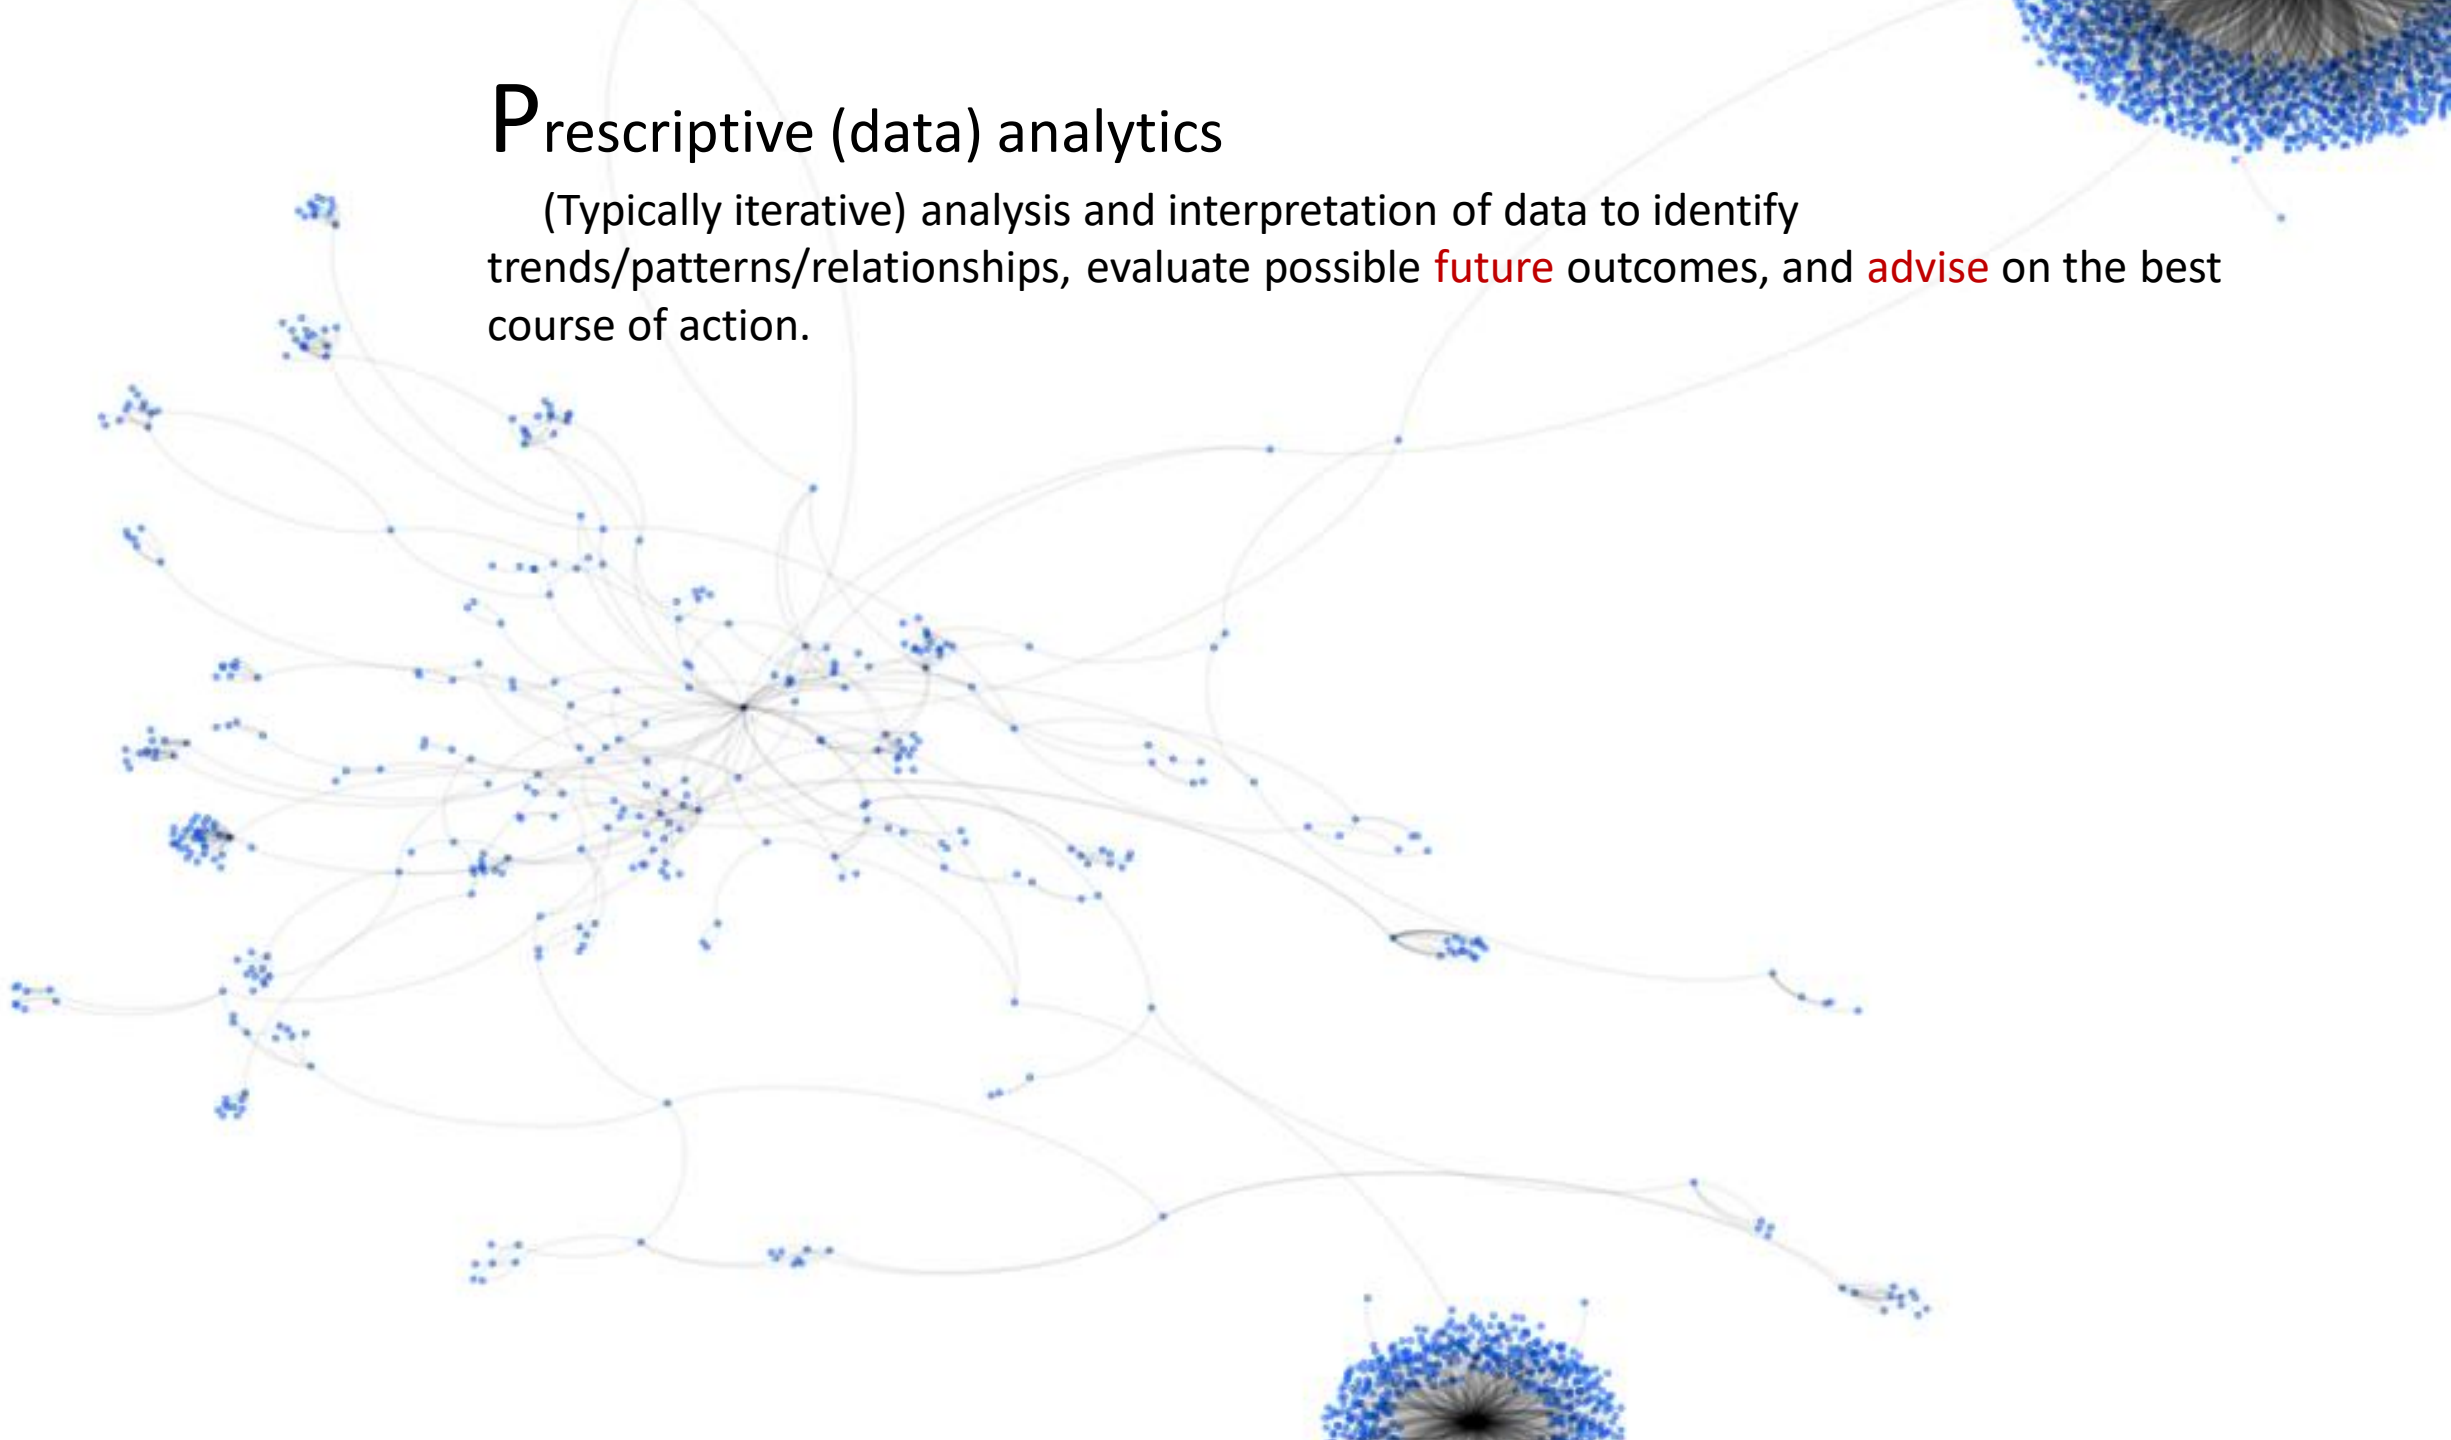 Prescriptive (data) analytics
(Typically iterative) analysis and interpretation of data to identify
trends/patterns/relationships, evaluate possible future outcomes, and advise on the best
course of action.